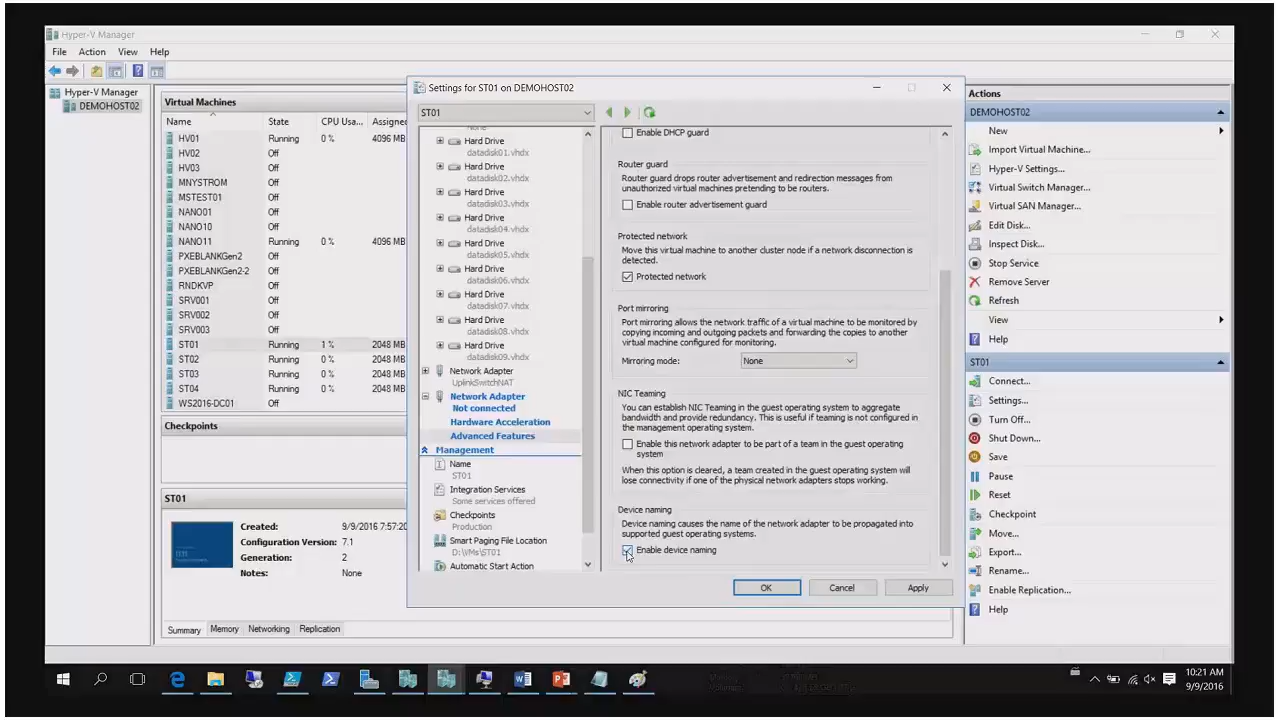 Hyper-V Manager
File Action View Help
Hyper-V Manager
DEMOHOST02
Virtual Machines
Name State CPU Usa... Assigned
HV01 Running 0 % 4096 MB
HV02 Off
HV03 Off
MNYSTROM Off
MSTEST01 Off
NANO01 Off
NANO10 Off
NANO11 Running 0 % 4096 MB
PXEBLANKGen2 Off
PXEBLANKGen2-2 Off
RNDKVP Off
SRV001 Off
SRV002 Off
SRV003 Off
ST01 Running 1 % 2048 MB
ST02 Running 0 % 2048 MB
ST03 Running 0 % 2048 MB
ST04 Running 0 % 2048 MB
WS2016-DC01 Off
Checkpoints
ST01
Created: 9/9/2016 7:57:20
Configuration Version: 7.1
Generation: 2
Notes: None
Summary Memory Networking Replication
Settings for ST01 on DEMOHOST02
ST01
None
Hard Drive
datadisk01.vhdx
Hard Drive
datadisk02.vhdx
Hard Drive
datadisk03.vhdx
Hard Drive
datadisk04.vhdx
Hard Drive
datadisk05.vhdx
Hard Drive
datadisk06.vhdx
Hard Drive
datadisk07.vhdx
Hard Drive
datadisk08.vhdx
Hard Drive
datadisk09.vhdx
Network Adapter
UplinkSwitchNAT
Network Adapter
Not connected
Hardware Acceleration
Advanced Features
Management
Name
ST01
Integration Services
Some services offered
Checkpoints
Production
Smart Paging File Location
D:\VMs\ST01
Automatic Start Action
Enable DHCP guard
Router guard
Router guard drops router advertisement and redirection messages from
unauthorized virtual machines pretending to be routers.
Enable router advertisement guard
Protected network
Move this virtual machine to another cluster node if a network disconnection is
detected.
Protected network
Port mirroring
Port mirroring allows the network traffic of a virtual machine to be monitored by
copying incoming and outgoing packets and forwarding the copies to another
virtual machine configured for monitoring.
Mirroring mode: None
NIC Teaming
You can establish NIC Teaming in the guest operating system to aggregate
bandwidth and provide redundancy. This is useful if teaming is not configured in
the management operating system.
Enable this network adapter to be part of a team in the guest operating
system
When this option is cleared, a team created in the guest operating system will
lose connectivity if one of the physical network adapters stops working.
Device naming
Device naming causes the name of the network adapter to be propagated into
supported guest operating systems.
Enable device naming
OK Cancel Apply
Actions
DEMOHOST02
New
Import Virtual Machine...
Hyper-V Settings...
Virtual Switch Manager...
Virtual SAN Manager...
Edit Disk...
Inspect Disk...
Stop Service
Remove Server
Refresh
View
Help
ST01
Connect...
Settings...
Turn Off...
Shut Down...
Save
Pause
Reset
Checkpoint
Move...
Export...
Rename...
Enable Replication...
Help
10:21 AM
9/9/2016